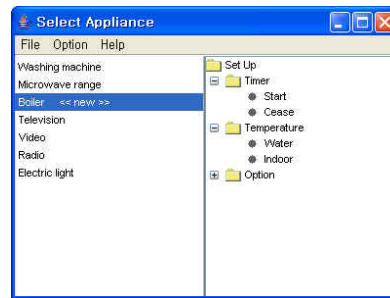 Select Appliance
File Option Help
Washing machine
Microwave range
Boiler << new >>
Television
Video
Radio
Electric light
Set Up
Timer
Start
Cease
Temperature
Water
Indoor
Option